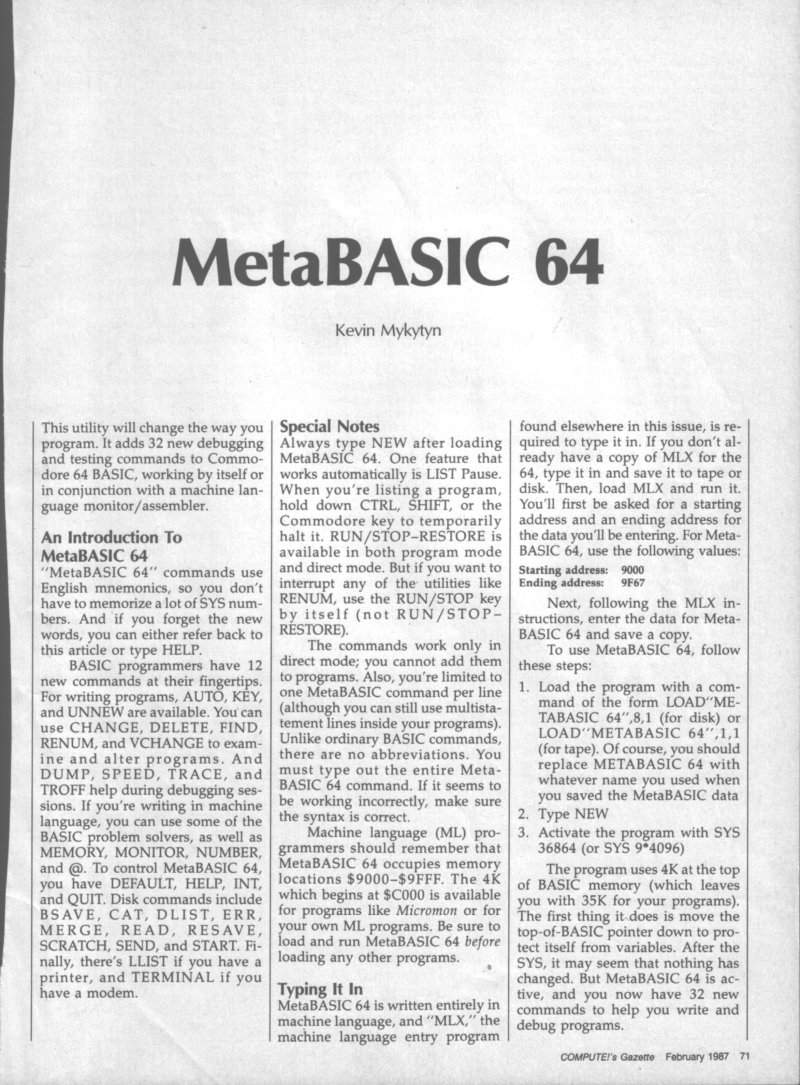 MetaBASIC 64
Kevin Mykytyn
This utility will change the way you
program. It adds 32 new debugging
and testing commands to Commo-
dore 64 BASIC, working by itself or
in conjunction with a machine lan-
guage monitor/assembler.
An Introduction To
MetaBASIC 64
"MetaBASIC 64" commands use
English mnemonics, so you don't
have to memorize a lot of SYS num-
bers. And if you forget the new
words, you can either refer back to
this article or type HELP.
BASIC programmers have 12
new commands at their fingertips.
For writing programs, AUTO, KEY,
and UNNEW are available. You can
use CHANGE, DELETE, FIND,
RENUM, and VCHANGE to exam-
ine and alter programs. And
DUMP, SPEED, TRACE, and
TROFF help during debugging ses-
sions. If you're writing in machine
language, you can use some of the
BASIC problem solvers, as well as
MEMORY, MONITOR, NUMBER,
and @. To control MetaBASIC 64,
you have DEFAULT, HELP, INT,
and QUIT. Disk commands include
BSAVE, CAT, DLIST, ERR,
MERGE, READ, RESAVE,
SCRATCH, SEND, and START. Fi-
nally, there's LLIST if you have a
printer, and TERMINAL if you
have a modem.
Special Notes
Always type NEW after loading
MetaBASIC 64. One feature that
works automatically is LIST Pause.
When you're listing a program,
hold down CTRL, SHIFT, or the
Commodore key to temporarily
halt it. RUN/STOP–RESTORE is
available in both program mode
and direct mode. But if you want to
interrupt any of the utilities like
RENUM, use the RUN/STOP key
by itself (not RUN/STOP–
RESTORE).
The commands work only in
direct mode; you cannot add them
to programs. Also, you're limited to
one MetaBASIC command per line
(although you can still use multista-
tement lines inside your programs).
Unlike ordinary BASIC commands,
there are no abbreviations. You
must type out the entire Meta-
BASIC 64 command. If it seems to
be working incorrectly, make sure
the syntax is correct.
Machine language (ML) pro-
grammers should remember that
MetaBASIC 64 occupies memory
locations $9000–$9FFF. The 4K
which begins at $C000 is available
for programs like Micromon or for
your own ML programs. Be sure to
load and run MetaBASIC 64 before
loading any other programs.
Typing It In
MetaBASIC 64 is written entirely in
machine language, and "MLX," the
machine language entry program
found elsewhere in this issue, is re-
quired to type it in. If you don't al-
ready have a copy of MLX for the
64, type it in and save it to tape or
disk. Then, load MLX and run it.
You'll first be asked for a starting
address and an ending address for
the data you'll be entering. For Meta-
BASIC 64, use the following values:
Starting address: 9000
Ending address: 9F67
Next, following the MLX in-
structions, enter the data for Meta-
BASIC 64 and save a copy.
To use MetaBASIC 64, follow
these steps:
1. Load the program with a com-
mand of the form LOAD"ME-
TABASIC 64",8,1 (for disk) or
LOAD"METABASIC 64",1,1
(for tape). Of course, you should
replace METABASIC 64 with
whatever name you used when
you saved the MetaBASIC data
2. Type NEW
3. Activate the program with SYS
36864 (or SYS 9*4096)
The program uses 4K at the top
of BASIC memory (which leaves
you with 35K for your programs).
The first thing it does is move the
top-of-BASIC pointer down to pro-
tect itself from variables. After the
SYS, it may seem that nothing has
changed. But MetaBASIC 64 is ac-
tive, and you now have 32 new
commands to help you write and
debug programs.
COMPUTE!'s Gazette February 1987 71